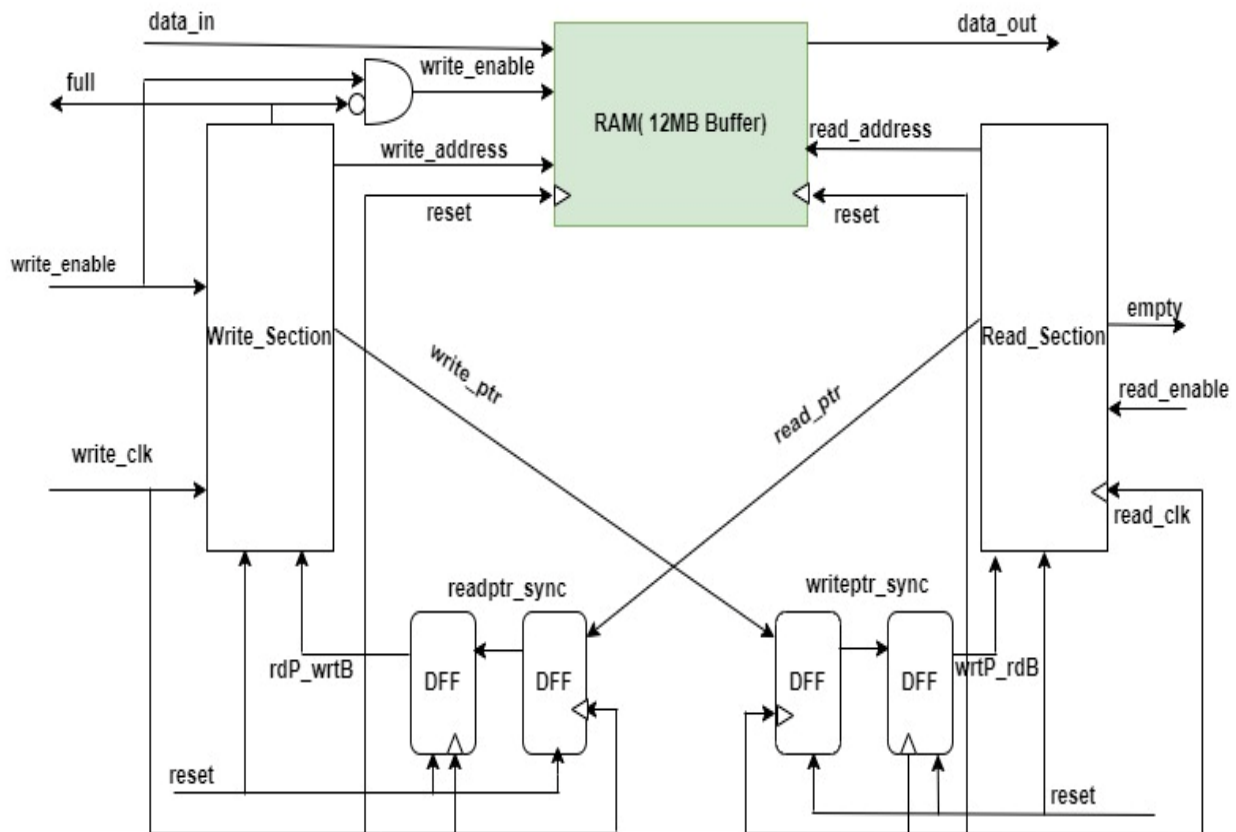 data_in
data_out
full
write_enable
RAM( 12MB Buffer)
read_address
write_address
reset
reset
write_enable
Write_Section
Read_Section
empty
write_ptr
read_ptr
read_enable
write_clk
read_clk
readptr_sync
writeptr_sync
rdP_wrtB
DFF
DFF
DFF
DFF
wrtP_rdB
reset
reset